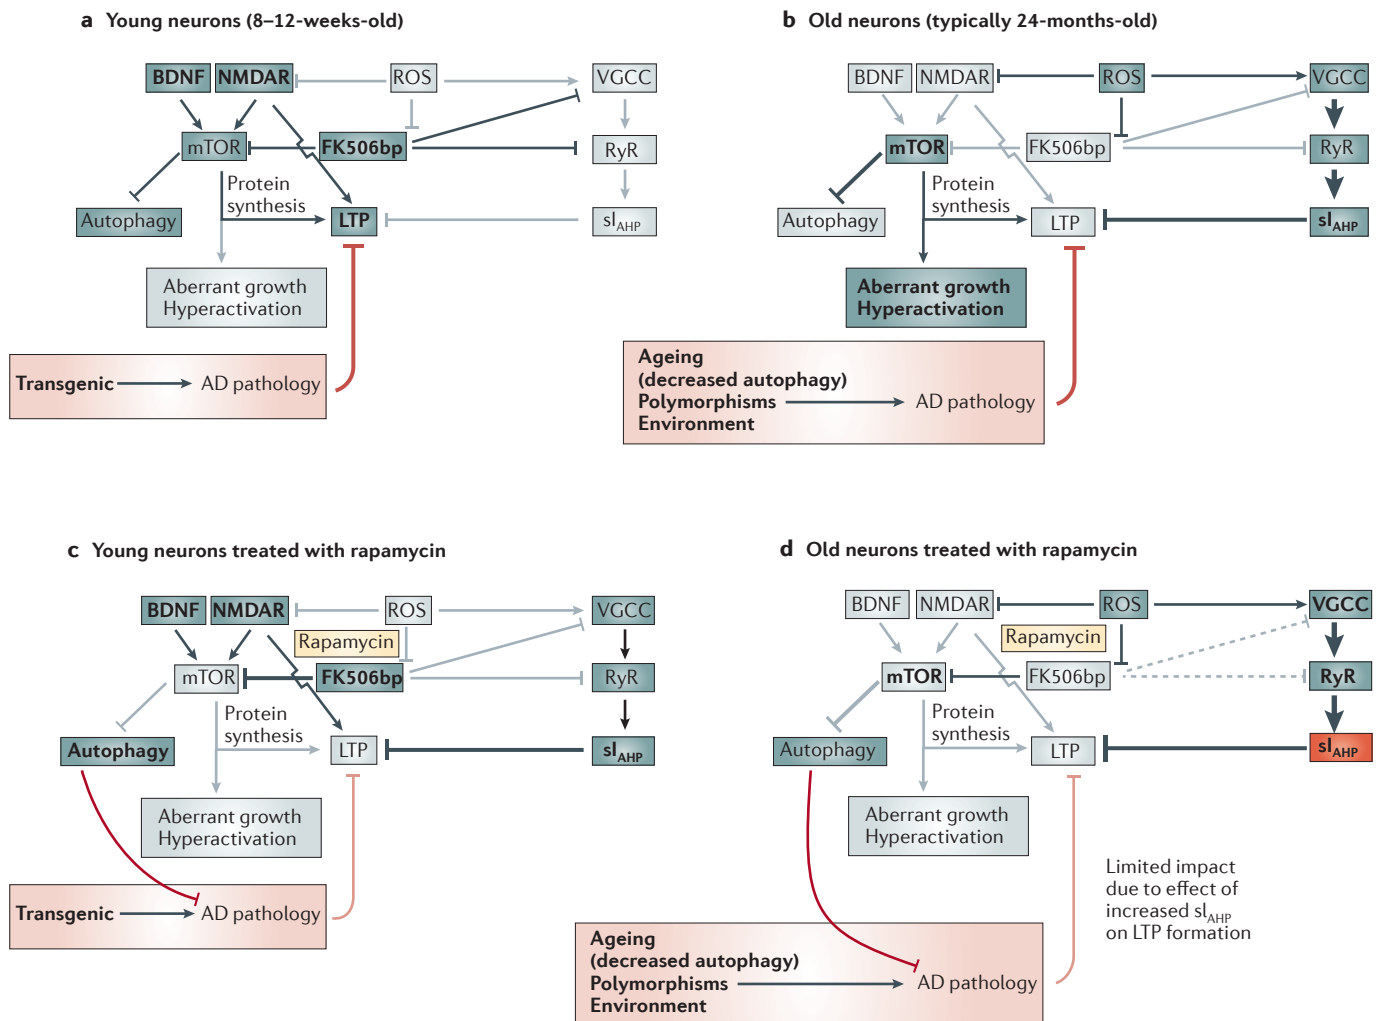 a Young neurons (8–12-weeks-old)
BDNF NMDAR ROS VGCC
mTOR FK506bp RyR
Protein
synthesis
Autophagy LTP sI_AHP
Aberrant growth
Hyperactivation
Transgenic AD pathology
b Old neurons (typically 24-months-old)
BDNF NMDAR ROS VGCC
mTOR FK506bp RyR
Protein
synthesis
Autophagy LTP sI_AHP
Aberrant growth
Hyperactivation
Ageing
(decreased autophagy)
Polymorphisms AD pathology
Environment
c Young neurons treated with rapamycin
BDNF NMDAR ROS VGCC
Rapamycin
mTOR FK506bp RyR
Protein
synthesis
Autophagy LTP sI_AHP
Aberrant growth
Hyperactivation
Transgenic AD pathology
d Old neurons treated with rapamycin
BDNF NMDAR ROS VGCC
Rapamycin
mTOR FK506bp RyR
Protein
synthesis
Autophagy LTP sI_AHP
Aberrant growth
Hyperactivation
Limited impact
due to effect of
increased sI_AHP
on LTP formation
Ageing
(decreased autophagy)
Polymorphisms AD pathology
Environment